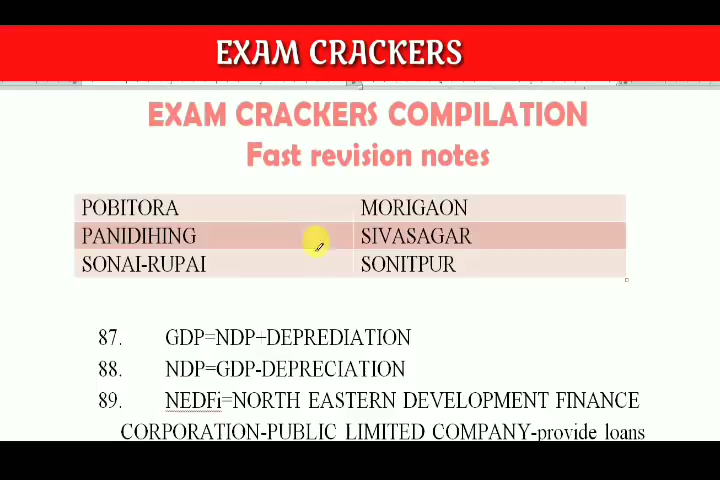 EXAM CRACKERS
EXAM CRACKERS COMPILATION
Fast revision notes
POBITORA MORIGAON
PANIDIHING SIVASAGAR
SONAI-RUPAI SONITPUR
87. GDP=NDP+DEPREDIATION
88. NDP=GDP-DEPRECIATION
89. NEDFi=NORTH EASTERN DEVELOPMENT FINANCE
CORPORATION-PUBLIC LIMITED COMPANY-provide loans